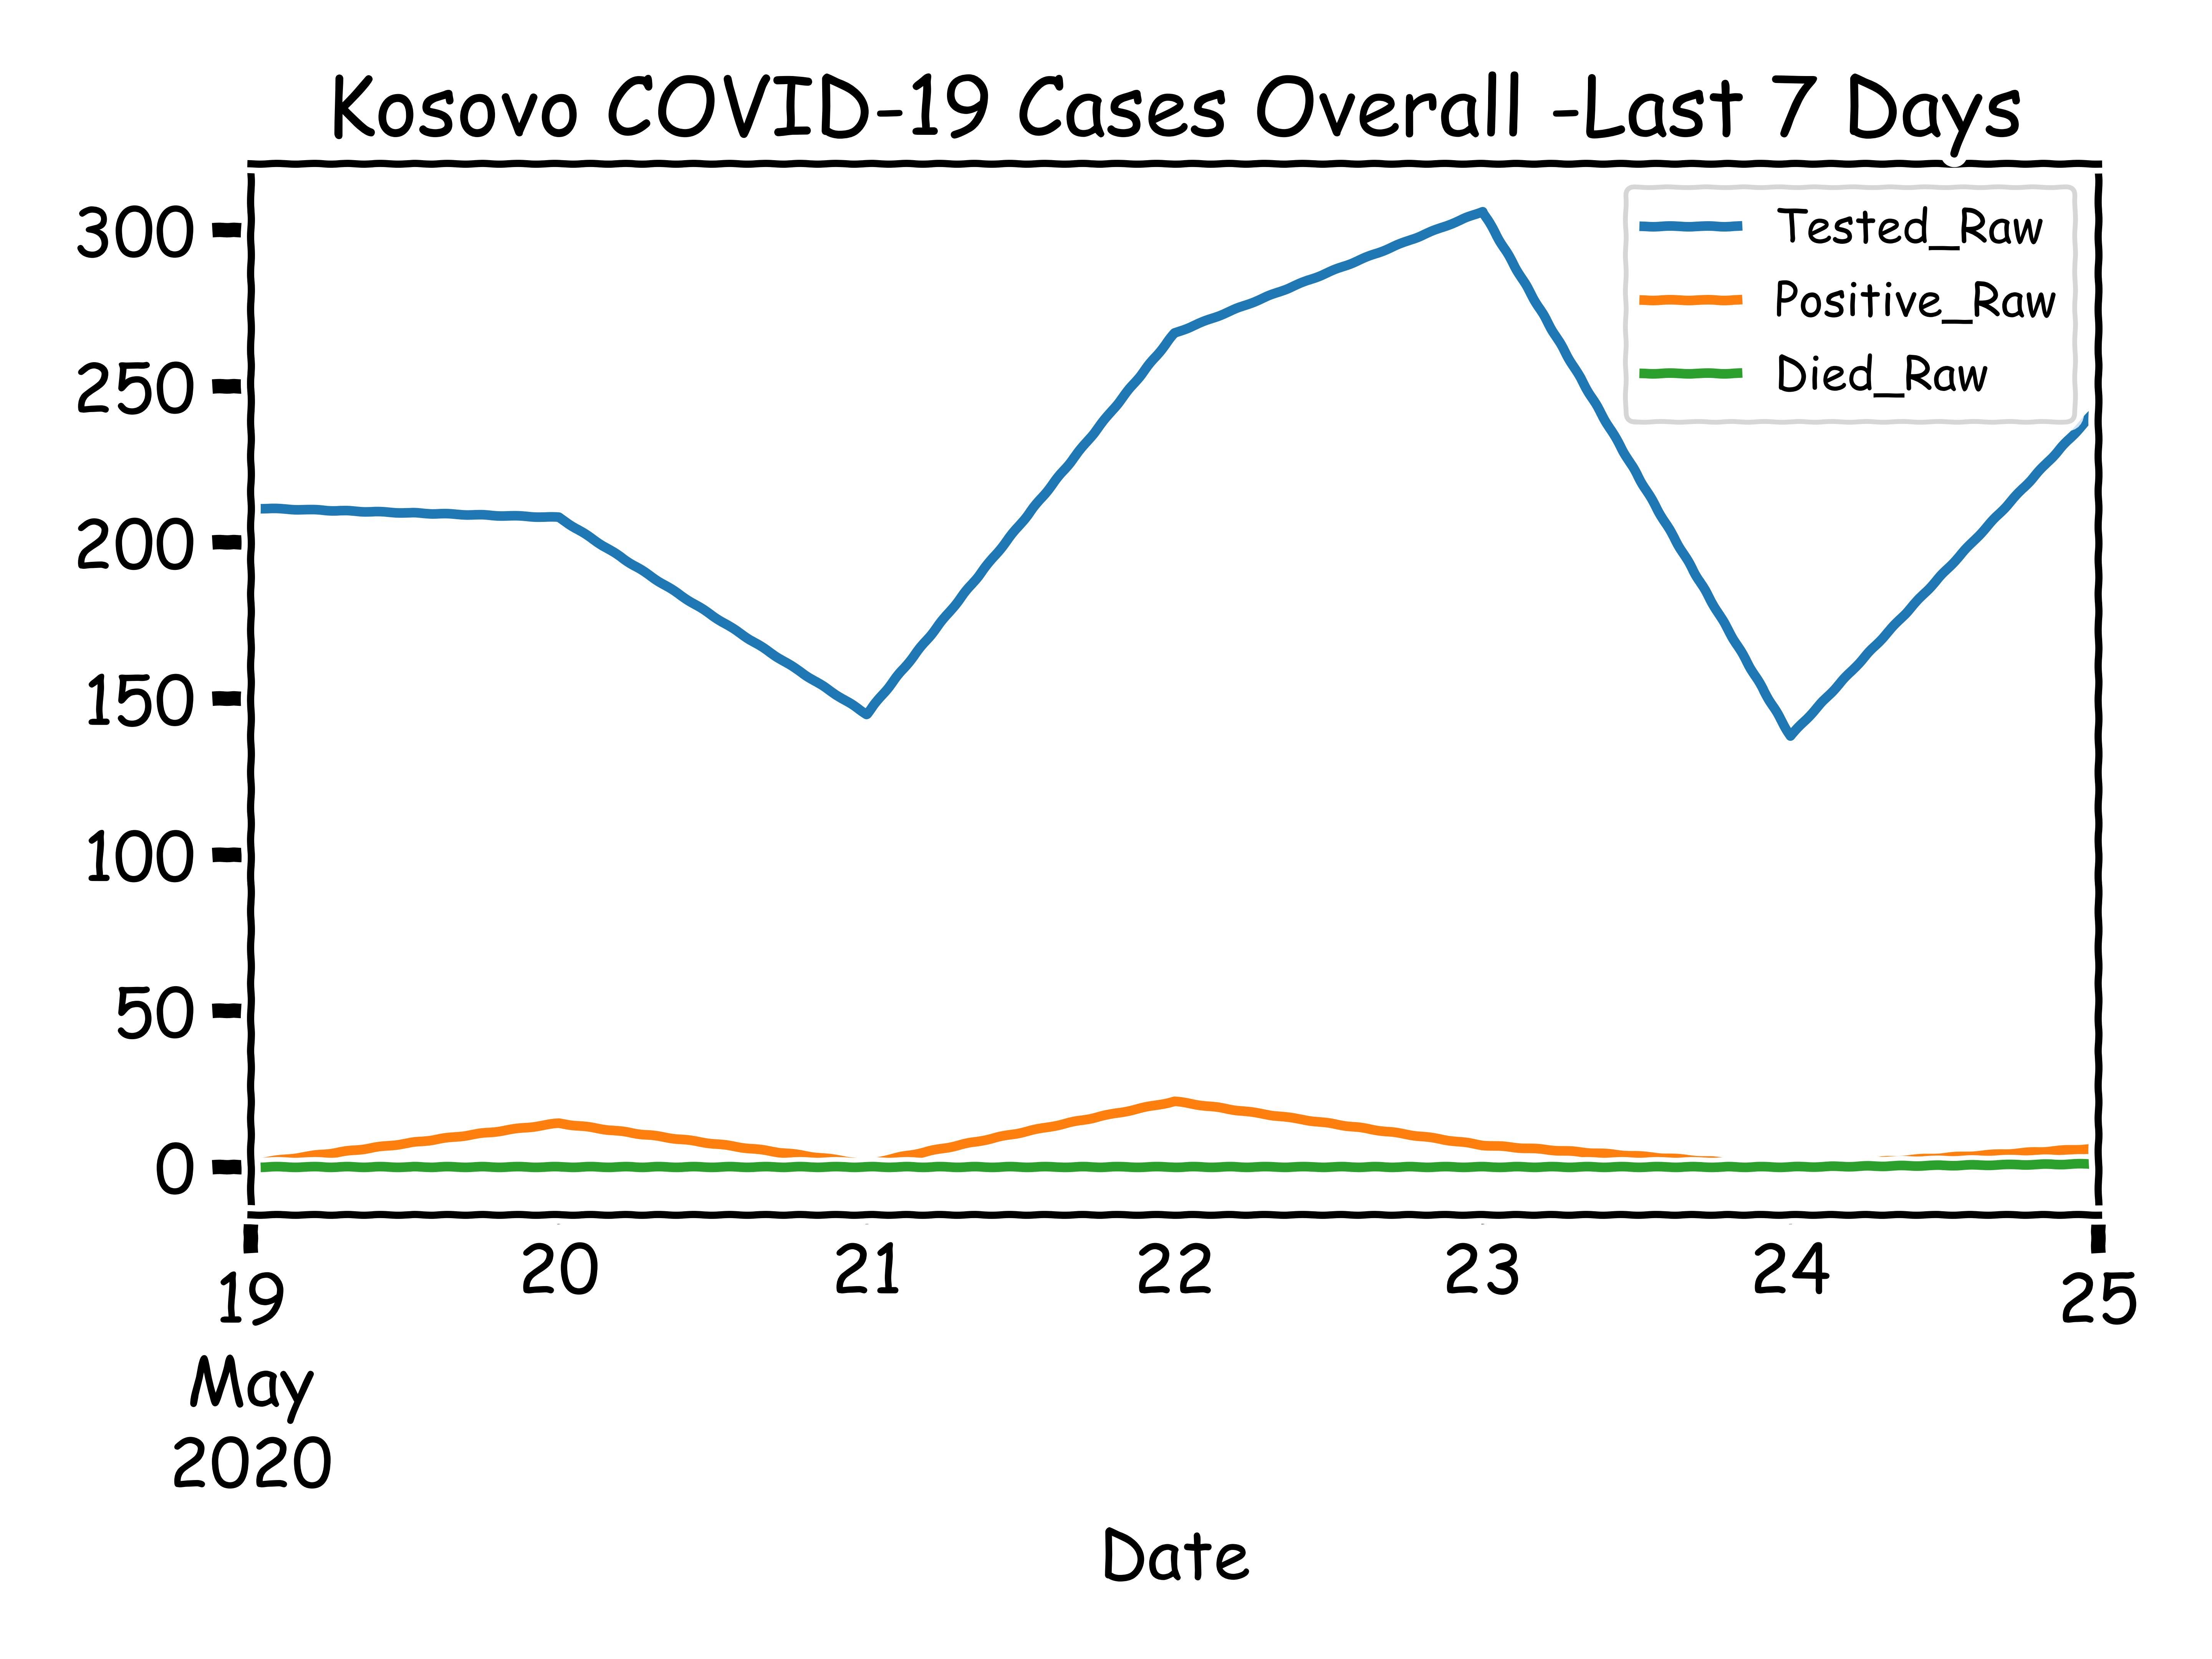 Kosovo COVID-19 Cases Overall -Last 7 Days
300
250
200
150
100
50
0
Tested_Raw
Positive_Raw
Died_Raw
19 20 21 22 23 24 25
May
2020
Date